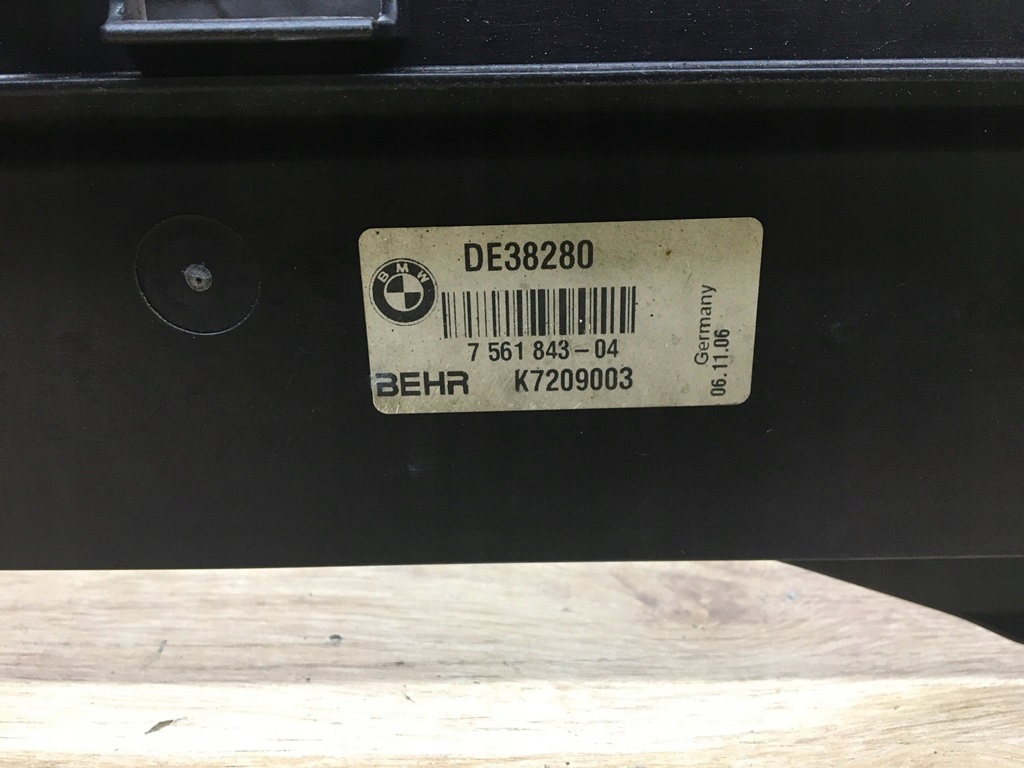 DE38280
BMW
7 561 843-04
BEHR K7209003
Germany
06.11.06